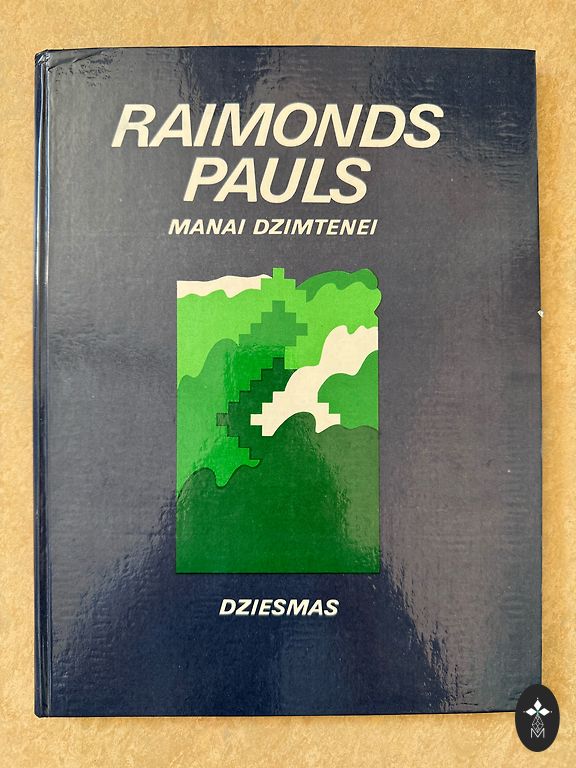 RAIMONDS
PAULS
MANAI DZIMTENEI
DZIESMAS
M